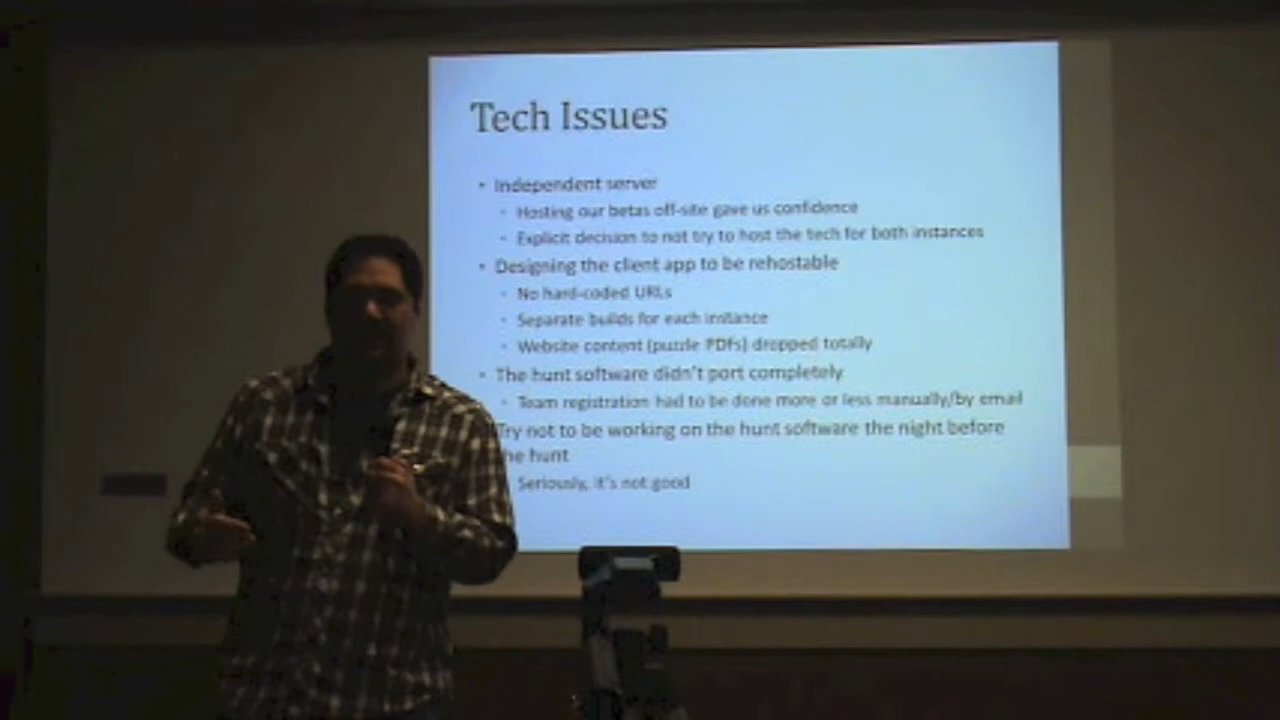 Tech Issues
• Independent server
• Hosting our betas off-site gave us confidence
• Explicit decision to not try to host the tech for both instances
• Designing the client app to be rehostable
• No hard-coded URLs
• Separate builds for each instance
• Website content (puzzle PDFs) dropped totally
• The hunt software didn't port completely
• Team registration had to be done more or less manually/by email
Try not to be working on the hunt software the night before
he hunt
Seriously, it's not good